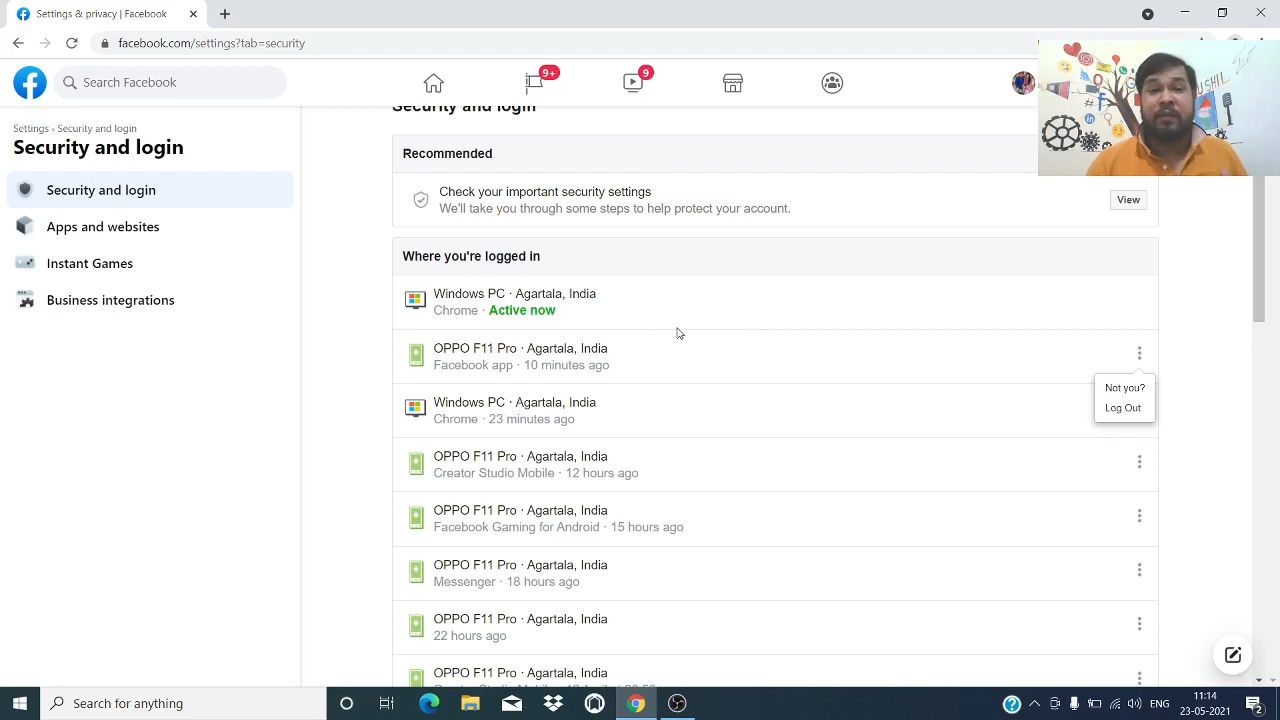 Settings & privacy | Facebook
facebook.com/settings?tab=security
Search Facebook
9+
9
Settings › Security and login
Security and login
Security and login
Apps and websites
Instant Games
Business integrations
Security and login
Recommended
Check your important security settings
We'll take you through some steps to help protect your account.
View
Where you're logged in
Windows PC · Agartala, India
Chrome · Active now
OPPO F11 Pro · Agartala, India
Facebook app · 10 minutes ago
Not you?
Log Out
Windows PC · Agartala, India
Chrome · 23 minutes ago
OPPO F11 Pro · Agartala, India
Creator Studio Mobile · 12 hours ago
OPPO F11 Pro · Agartala, India
Facebook Gaming for Android · 15 hours ago
OPPO F11 Pro · Agartala, India
Messenger · 18 hours ago
OPPO F11 Pro · Agartala, India
22 hours ago
OPPO F11 Pro · Agartala, India
Search for anything
ENG
11:14
23-05-2021
2